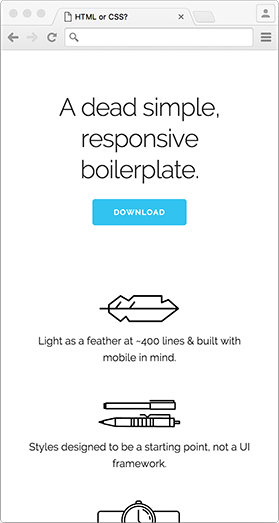 HTML or CSS?
A dead simple,
responsive
boilerplate.
DOWNLOAD
Light as a feather at ~400 lines & built with
mobile in mind.
Styles designed to be a starting point, not a UI
framework.